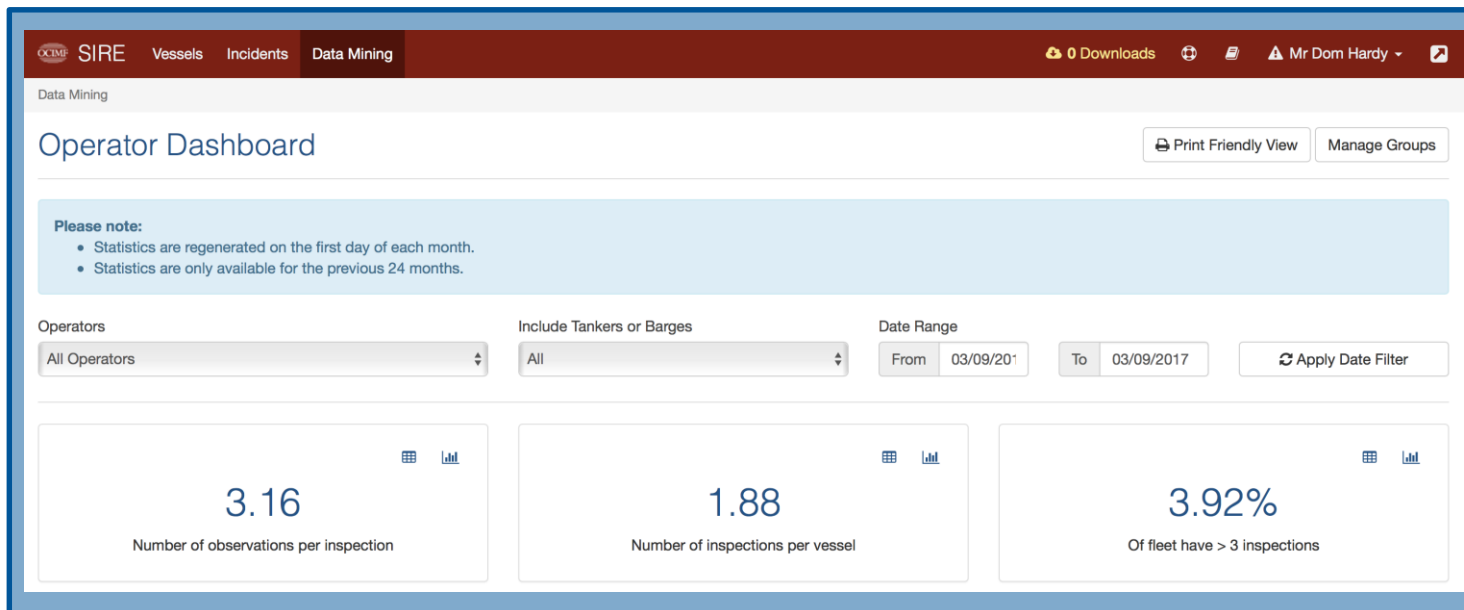 OCIMF SIRE Vessels Incidents Data Mining 0 Downloads Mr Dom Hardy
Data Mining
Operator Dashboard Print Friendly View Manage Groups
Please note:
• Statistics are regenerated on the first day of each month.
• Statistics are only available for the previous 24 months.
Operators Include Tankers or Barges Date Range
All Operators All From 03/09/201 To 03/09/2017 Apply Date Filter
3.16 1.88 3.92%
Number of observations per inspection Number of inspections per vessel Of fleet have > 3 inspections